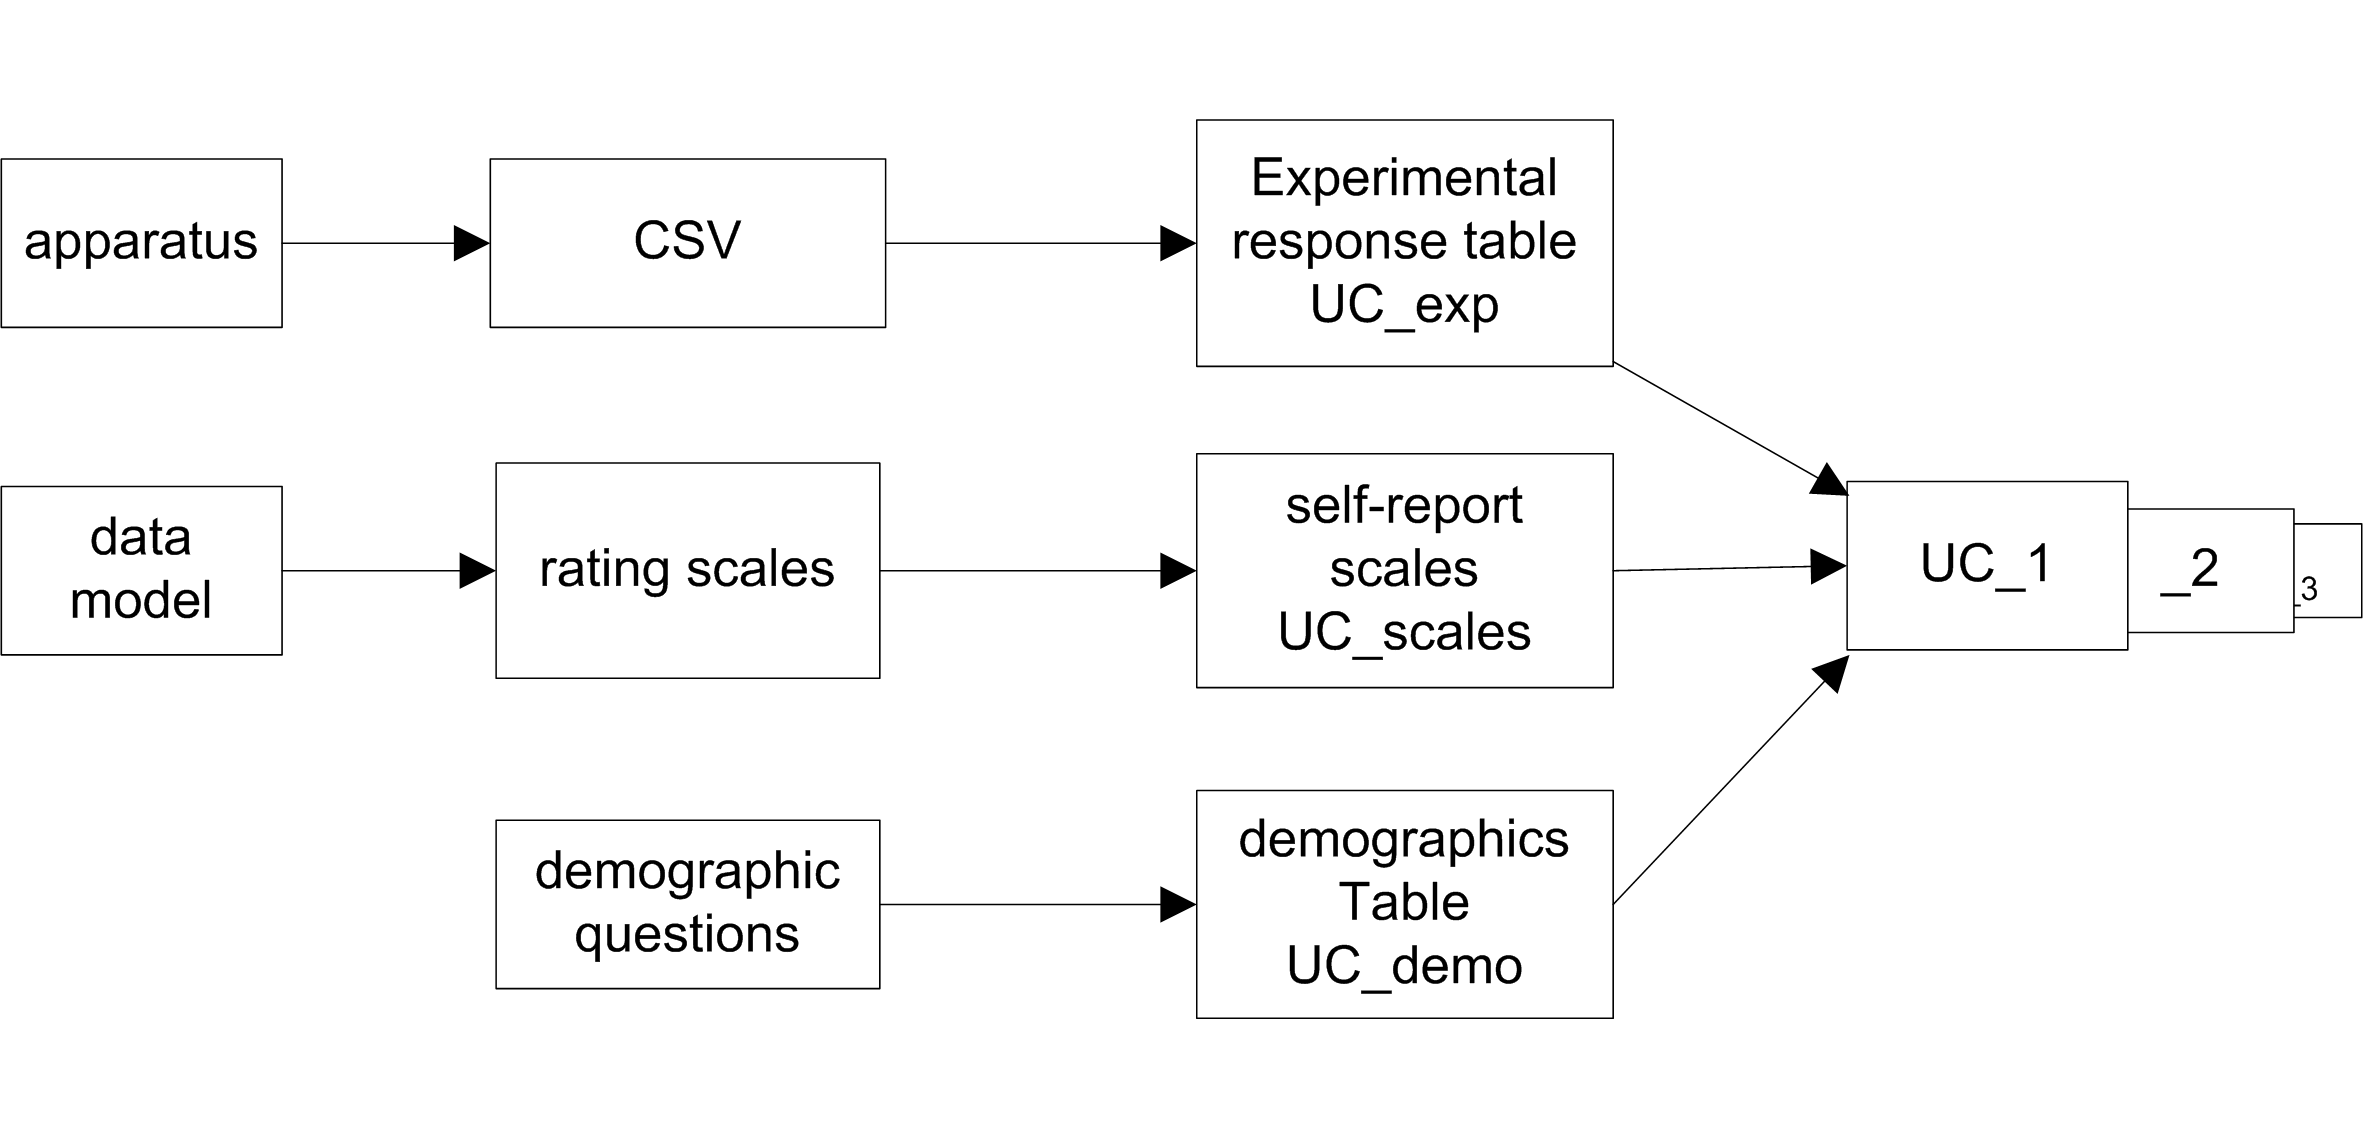 apparatus
CSV
Experimental
response table
UC_exp
data
model
rating scales
self-report
scales
UC_scales
UC_1
_2
_3
demographic
questions
demographics
Table
UC_demo